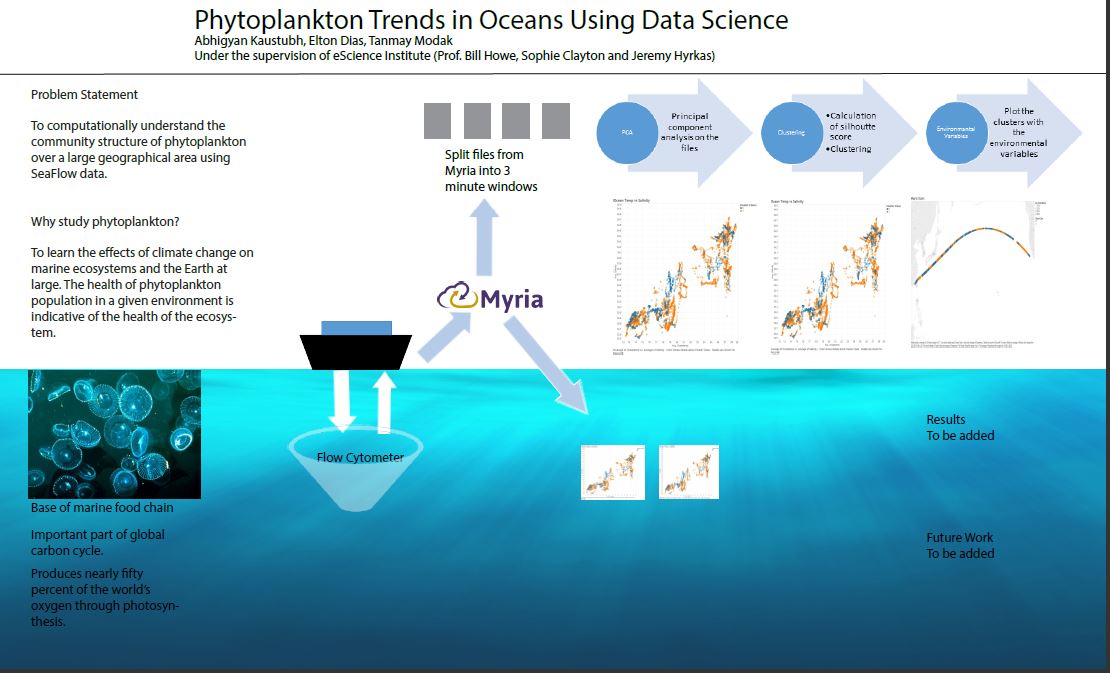 Phytoplankton Trends in Oceans Using Data Science
Abhigyan Kaustubh, Elton Dias, Tanmay Modak
Under the supervision of eScience Institute (Prof. Bill Howe, Sophie Clayton and Jeremy Hyrkas)
Problem Statement
To computationally understand the
community structure of phytoplankton
over a large geographical area using
SeaFlow data.
Why study phytoplankton?
To learn the effects of climate change on
marine ecosystems and the Earth at
large. The health of phytoplankton
population in a given environment is
indicative of the health of the ecosys-
tem.
Base of marine food chain
Important part of global
carbon cycle.
Produces nearly fifty
percent of the world's
oxygen through photosyn-
thesis.
Flow Cytometer
Myria
Split files from
Myria into 3
minute windows
PCA
Principal
component
analysis on the
files
Clustering
•Calculation
of silhoutte
score
•Clustering
Environmental
Variables
Plot the
clusters with
the
environmental
variables
Ocean Temp vs Salinity
Ocean Temp vs Salinity
Results
To be added
Future Work
To be added